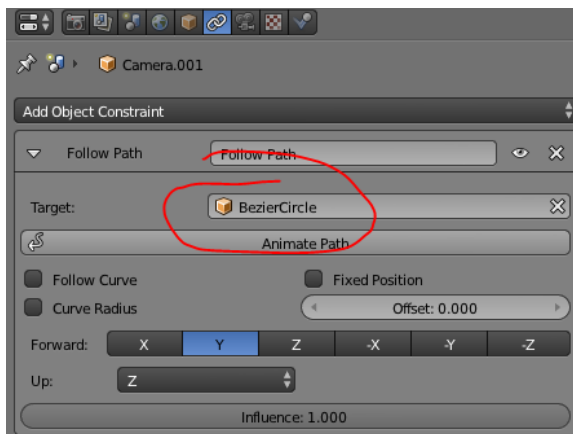 Camera.001
Add Object Constraint
Follow Path Follow Path
Target: BezierCircle
Animate Path
Follow Curve Fixed Position
Curve Radius Offset: 0.000
Forward: X Y Z -X -Y -Z
Up: Z
Influence: 1.000